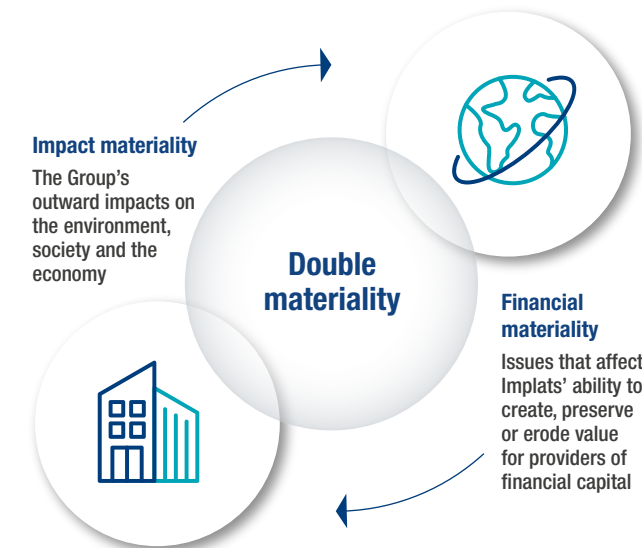 Impact materiality
The Group's
outward impacts on
the environment,
society and the
economy
Double
materiality
Financial
materiality
Issues that affect
Implats' ability to
create, preserve
or erode value
for providers of
financial capital